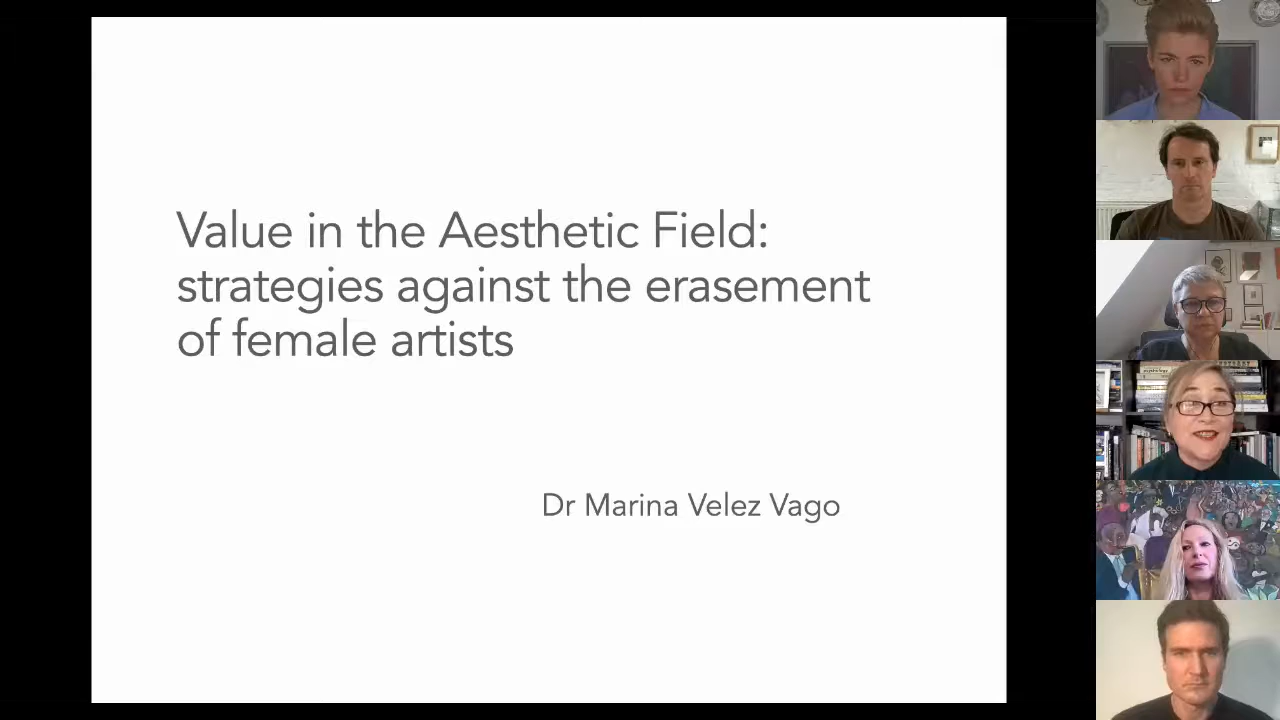 Value in the Aesthetic Field:
strategies against the erasement
of female artists
Dr Marina Velez Vago